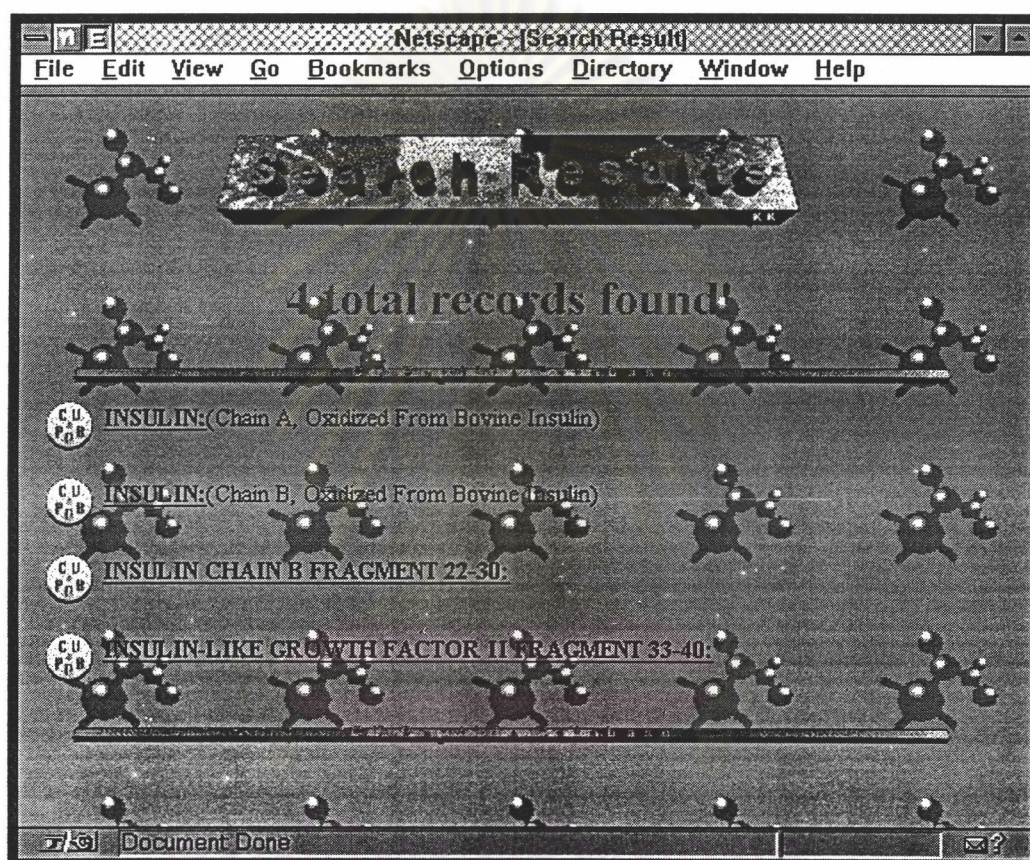 Netscape - [Search Result]
File Edit View Go Bookmarks Options Directory Window Help
Search Results
K K
4 total records found!
C U P D B INSULIN:(Chain A, Oxidized From Bovine Insulin)
C U P D B INSULIN:(Chain B, Oxidized From Bovine Insulin)
C U P D B INSULIN CHAIN B FRAGMENT 22-30:
C U P D B INSULIN-LIKE GROWTH FACTOR II FRAGMENT 33-40:
Document Done